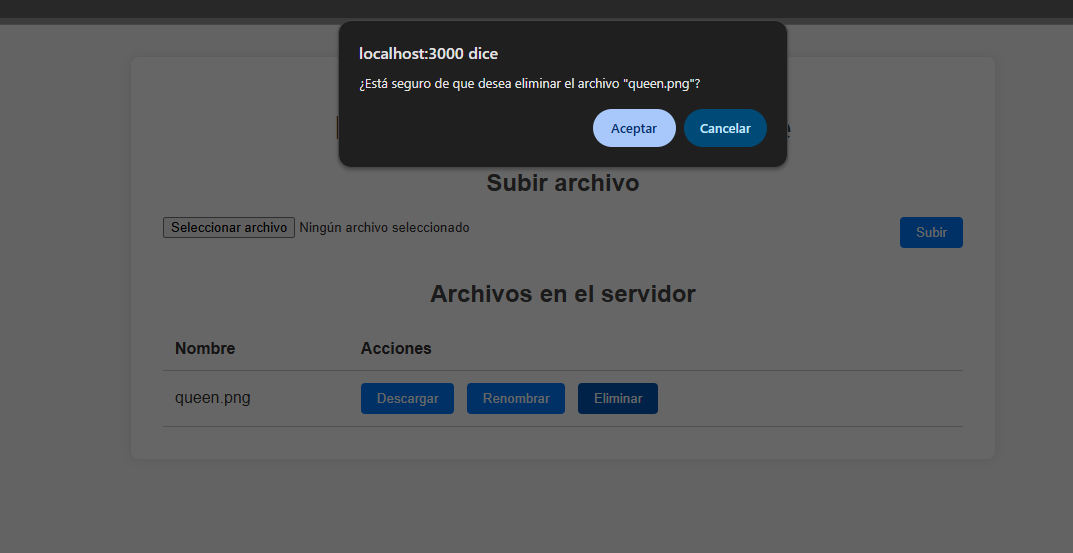 localhost:3000 dice
¿Está seguro de que desea eliminar el archivo "queen.png"?
Aceptar Cancelar
Subir archivo
Seleccionar archivo Ningún archivo seleccionado Subir
Archivos en el servidor
Nombre Acciones
queen.png Descargar Renombrar Eliminar